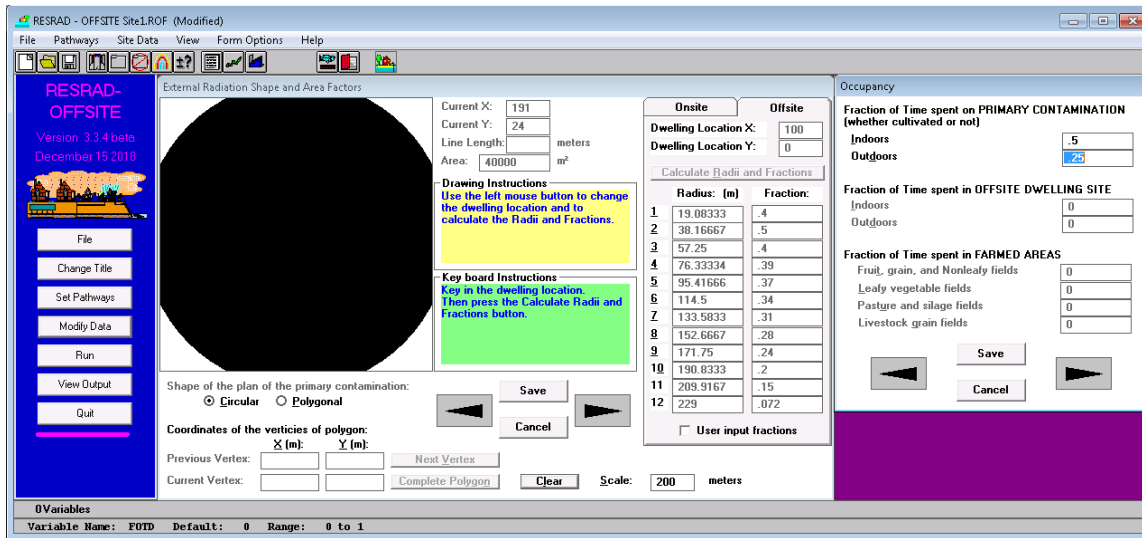 RESRAD - OFFSITE Site1.ROF (Modified)
File Pathways Site Data View Form Options Help
±?
RESRAD-
OFFSITE
Version 3.3.4 beta
December 15 2018
File
Change Title
Set Pathways
Modify Data
Run
View Output
Quit
External Radiation Shape and Area Factors
Current X: 191
Current Y: 24
Line Length: meters
Area: 40000 m²
Drawing Instructions
Use the left mouse button to change
the dwelling location and to
calculate the Radii and Fractions.
Key board Instructions
Key in the dwelling location.
Then press the Calculate Radii and
Fractions button.
Shape of the plan of the primary contamination:
Circular Polygonal
Save
Cancel
Coordinates of the verticies of polygon:
X (m): Y (m):
Previous Vertex: Next Vertex
Current Vertex: Complete Polygon Clear Scale: 200 meters
Onsite Offsite
Dwelling Location X: 100
Dwelling Location Y: 0
Calculate Radii and Fractions
Radius: (m) Fraction:
1 19.08333 .4
2 38.16667 .5
3 57.25 .4
4 76.33334 .39
5 95.41666 .37
6 114.5 .34
7 133.5833 .31
8 152.6667 .28
9 171.75 .24
10 190.8333 .2
11 209.9167 .15
12 229 .072
User input fractions
Occupancy
Fraction of Time spent on PRIMARY CONTAMINATION
(whether cultivated or not)
Indoors .5
Outdoors .25
Fraction of Time spent in OFFSITE DWELLING SITE
Indoors 0
Outdoors 0
Fraction of Time spent in FARMED AREAS
Fruit, grain, and Nonleafy fields 0
Leafy vegetable fields 0
Pasture and silage fields 0
Livestock grain fields 0
Save
Cancel
0Variables
Variable Name: FOTD Default: 0 Range: 0 to 1